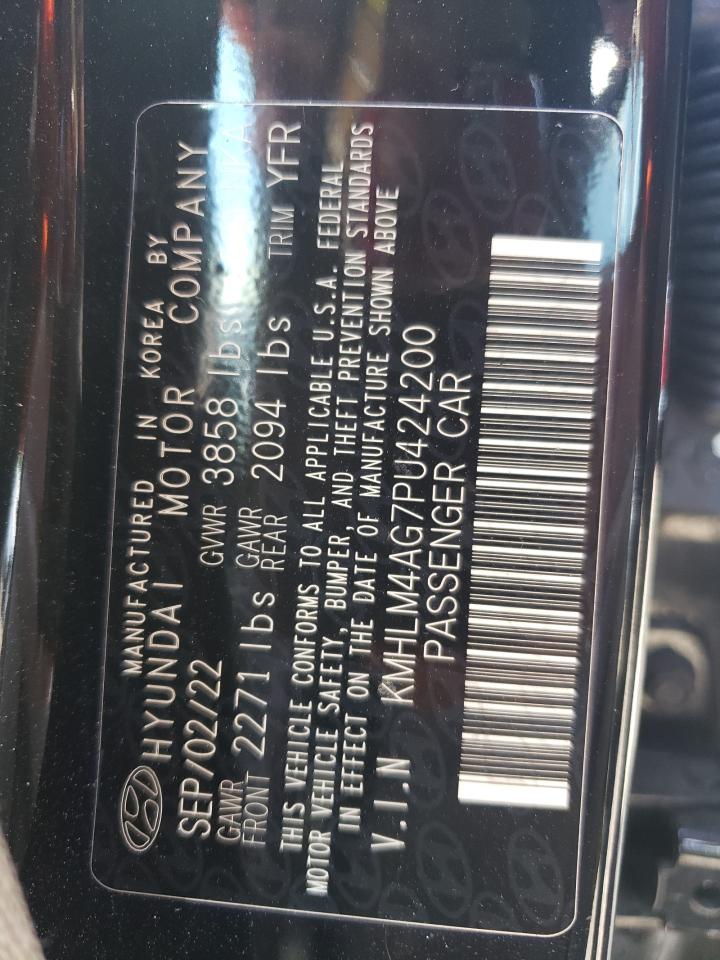 MANUFACTURED IN KOREA BY
HYUNDAI MOTOR COMPANY
SEP/02/22 GVWR 3858 lbs
GAWR FRONT 2271 lbs GAWR REAR 2094 lbs TRIM YFR
THIS VEHICLE CONFORMS TO ALL APPLICABLE U.S.A. FEDERAL
MOTOR VEHICLE SAFETY, BUMPER, AND THEFT PREVENTION STANDARDS
IN EFFECT ON THE DATE OF MANUFACTURE SHOWN ABOVE
V.I.N KMHLM4AG7PU424200
PASSENGER CAR